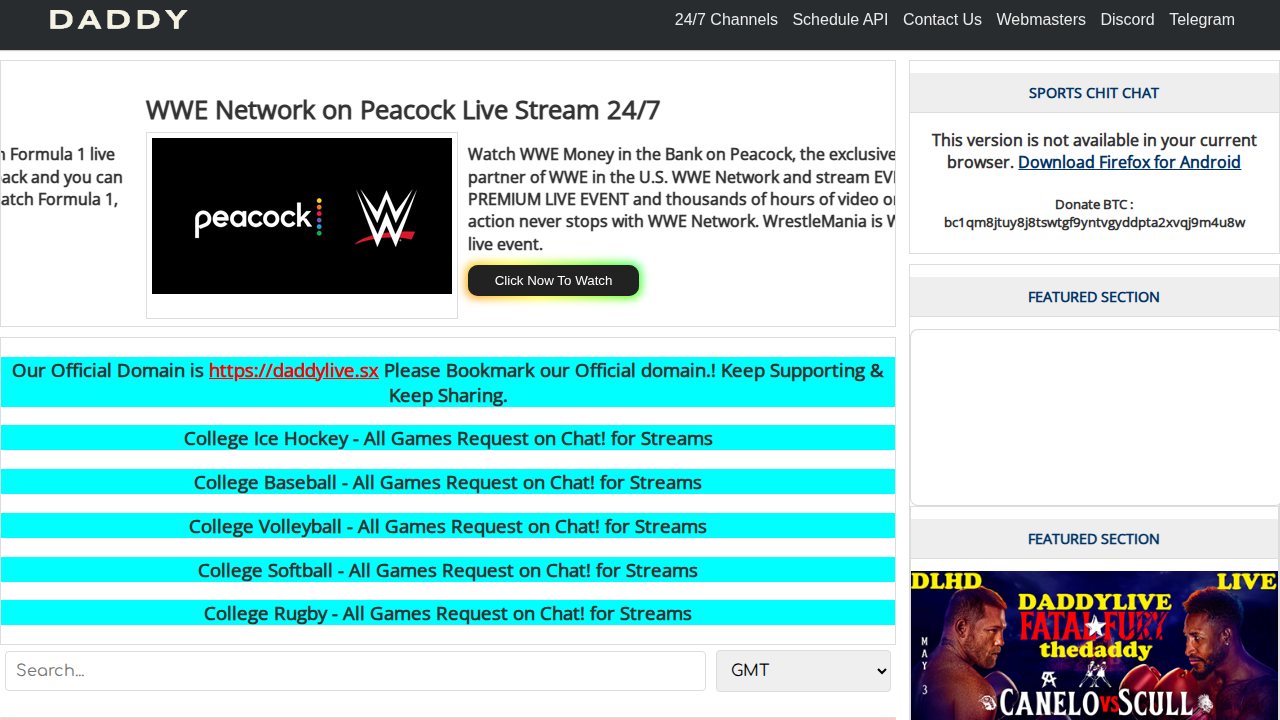 DADDY
24/7 Channels Schedule API Contact Us Webmasters Discord Telegram
WWE Network on Peacock Live Stream 24/7
Formula 1 live
ack and you can
atch Formula 1,
peacock W
Watch WWE Money in the Bank on Peacock, the exclusive
partner of WWE in the U.S. WWE Network and stream
PREMIUM LIVE EVENT and thousands of hours of video
action never stops with WWE Network. WrestleMania is
live event.
Click Now To Watch
Our Official Domain is https://daddylive.sx Please Bookmark our Official domain.! Keep Supporting &
Keep Sharing.
College Ice Hockey - All Games Request on Chat! for Streams
College Baseball - All Games Request on Chat! for Streams
College Volleyball - All Games Request on Chat! for Streams
College Softball - All Games Request on Chat! for Streams
College Rugby - All Games Request on Chat! for Streams
Search...
GMT
SPORTS CHIT CHAT
This version is not available in your current
browser. Download Firefox for Android
Donate BTC :
bc1qm8jtuy8j8tswtgf9yntvgyddpta2xvqj9m4u8w
FEATURED SECTION
FEATURED SECTION
DLHD LIVE
DADDYLIVE
FATAL FURY
thedaddy
MAY 3
CANELO VS SCULL